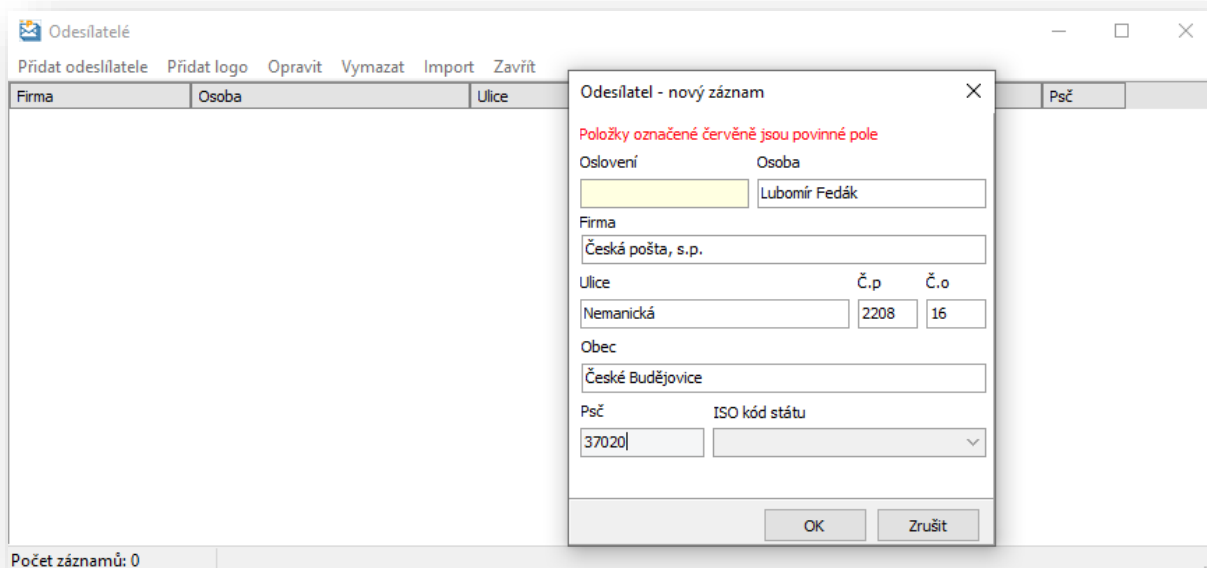 Odesílatelé
Přidat odeslílatele Přidat logo Opravit Vymazat Import Zavřít
Firma Osoba Ulice Psč
Odesílatel - nový záznam
Položky označené červěně jsou povinné pole
Oslovení Osoba
Lubomír Fedák
Firma
Česká pošta, s.p.
Ulice Č.p Č.o
Nemanická 2208 16
Obec
České Budějovice
Psč ISO kód státu
37020
OK Zrušit
Počet záznamů: 0